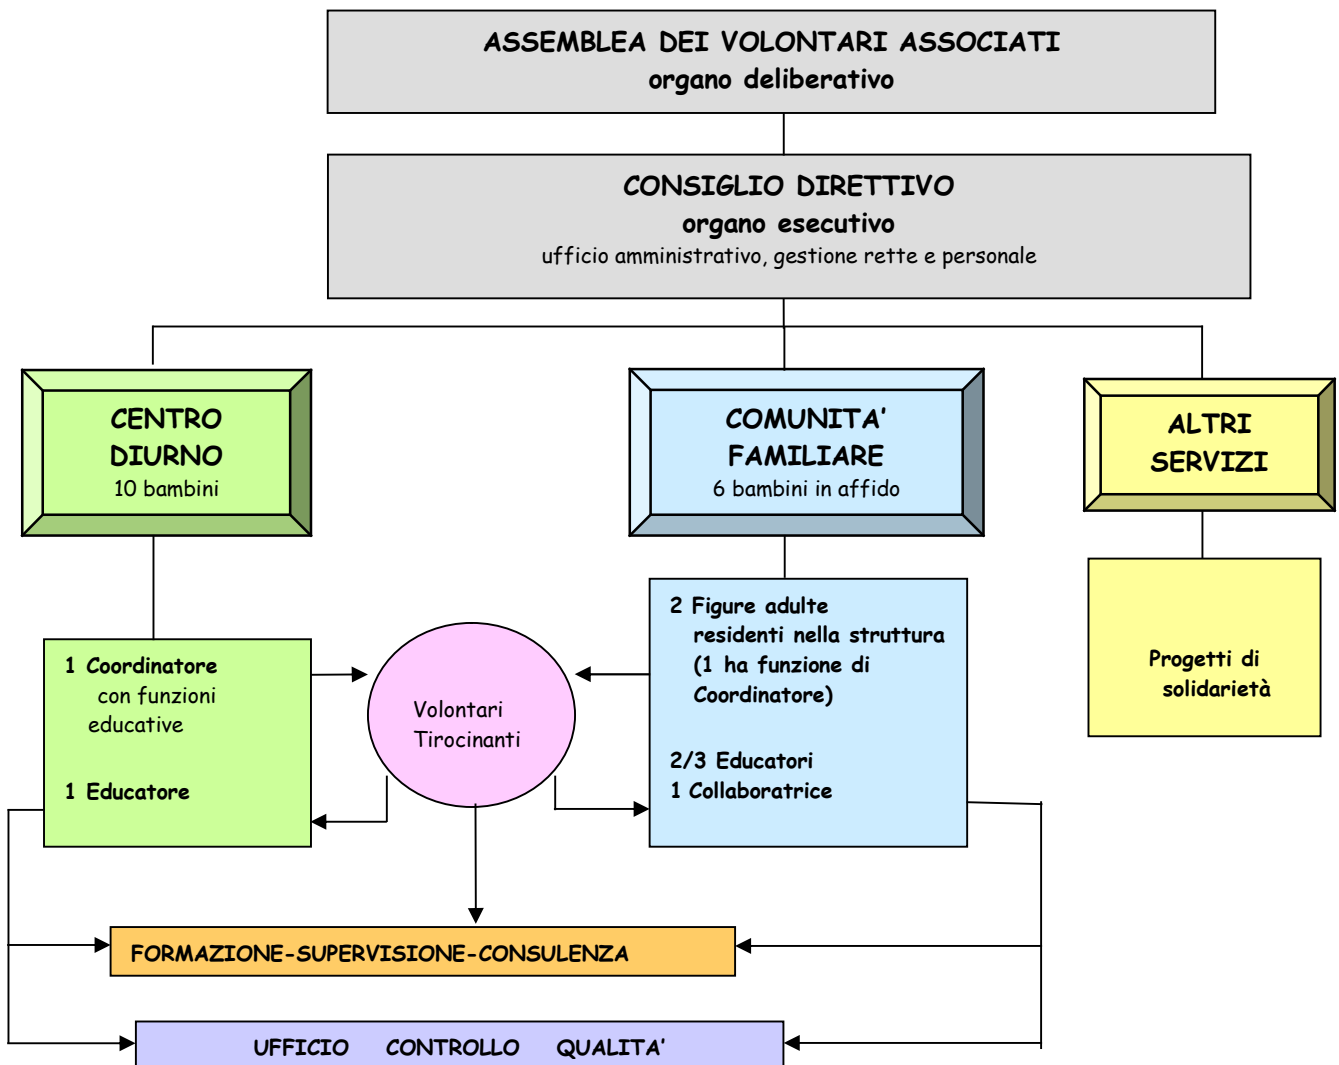 ASSEMBLEA DEI VOLONTARI ASSOCIATI
organo deliberativo
CONSIGLIO DIRETTIVO
organo esecutivo
ufficio amministrativo, gestione rette e personale
CENTRO
DIURNO
10 bambini
COMUNITA'
FAMILIARE
6 bambini in affido
ALTRI
SERVIZI
1 Coordinatore
con funzioni
educative
1 Educatore
Volontari
Tirocinanti
2 Figure adulte
residenti nella struttura
(1 ha funzione di
Coordinatore)
2/3 Educatori
1 Collaboratrice
Progetti di
solidarietà
FORMAZIONE-SUPERVISIONE-CONSULENZA
UFFICIO CONTROLLO QUALITA'